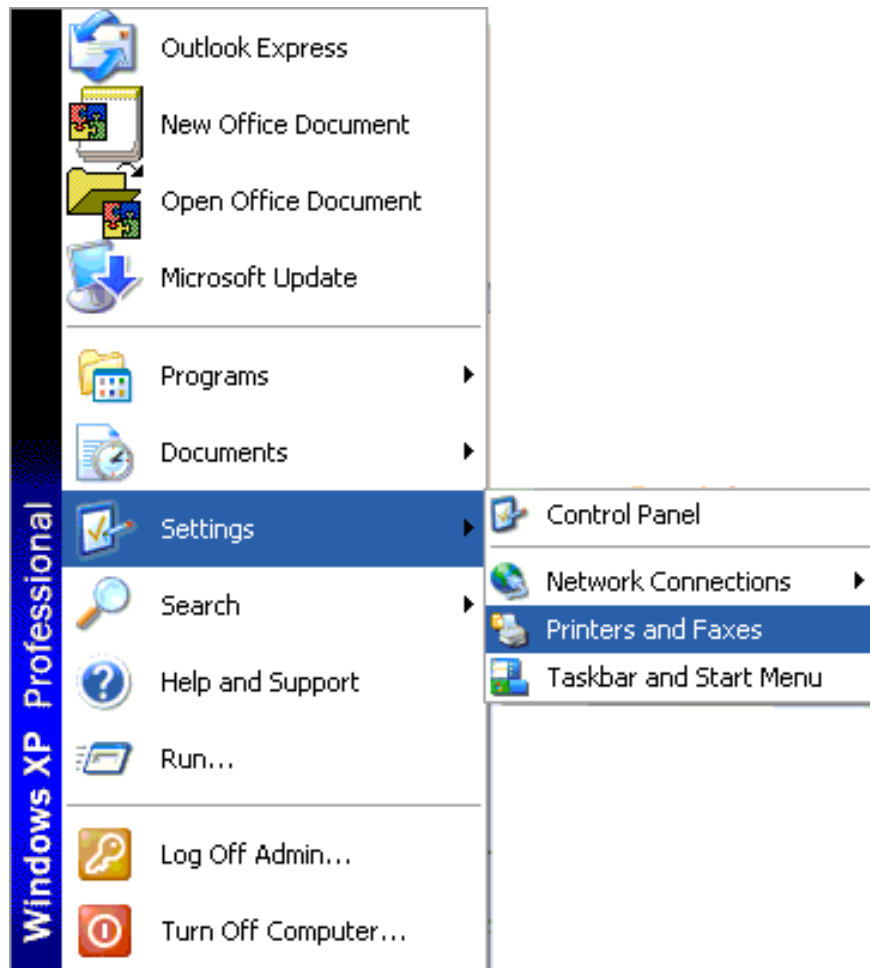 Outlook Express
New Office Document
Open Office Document
Microsoft Update
Programs
Documents
Settings
Search
Help and Support
Run...
Log Off Admin...
Turn Off Computer...
Control Panel
Network Connections
Printers and Faxes
Taskbar and Start Menu
Windows XP Professional